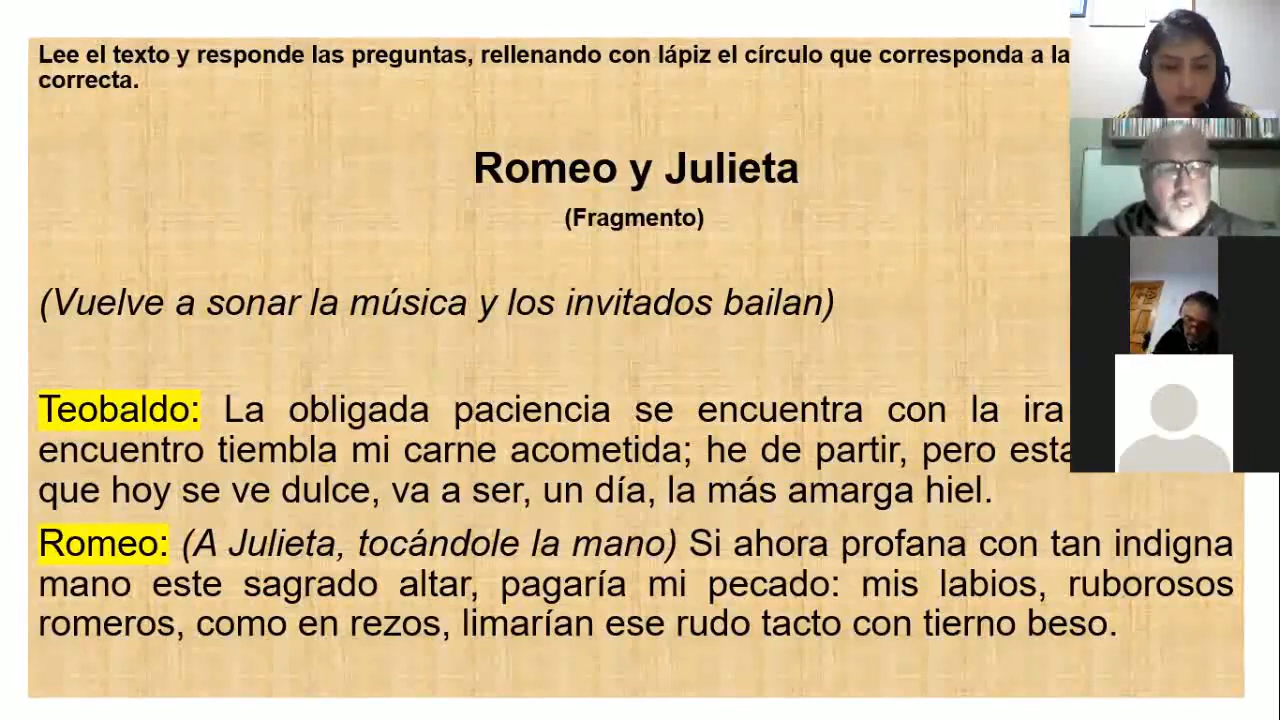 Lee el texto y responde las preguntas, rellenando con lápiz el círculo que corresponda a la
correcta.
Romeo y Julieta
(Fragmento)
(Vuelve a sonar la música y los invitados bailan)
Teobaldo: La obligada paciencia se encuentra con la ira
encuentro tiembla mi carne acometida; he de partir, pero esta
que hoy se ve dulce, va a ser, un día, la más amarga hiel.
Romeo: (A Julieta, tocándole la mano) Si ahora profana con tan indigna
mano este sagrado altar, pagaría mi pecado: mis labios, ruborosos
romeros, como en rezos, limarían ese rudo tacto con tierno beso.